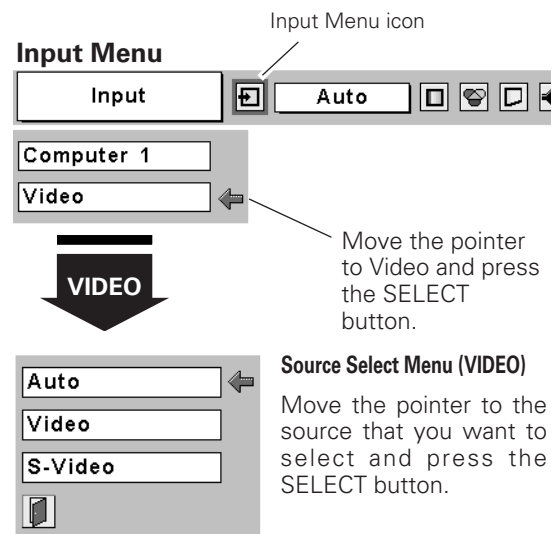 Input Menu icon
Input Menu
Input
Auto
Computer 1
Video
Move the pointer
to Video and press
the SELECT
button.
VIDEO
Auto
Video
S-Video
Source Select Menu (VIDEO)
Move the pointer to the
source that you want to
select and press the
SELECT button.